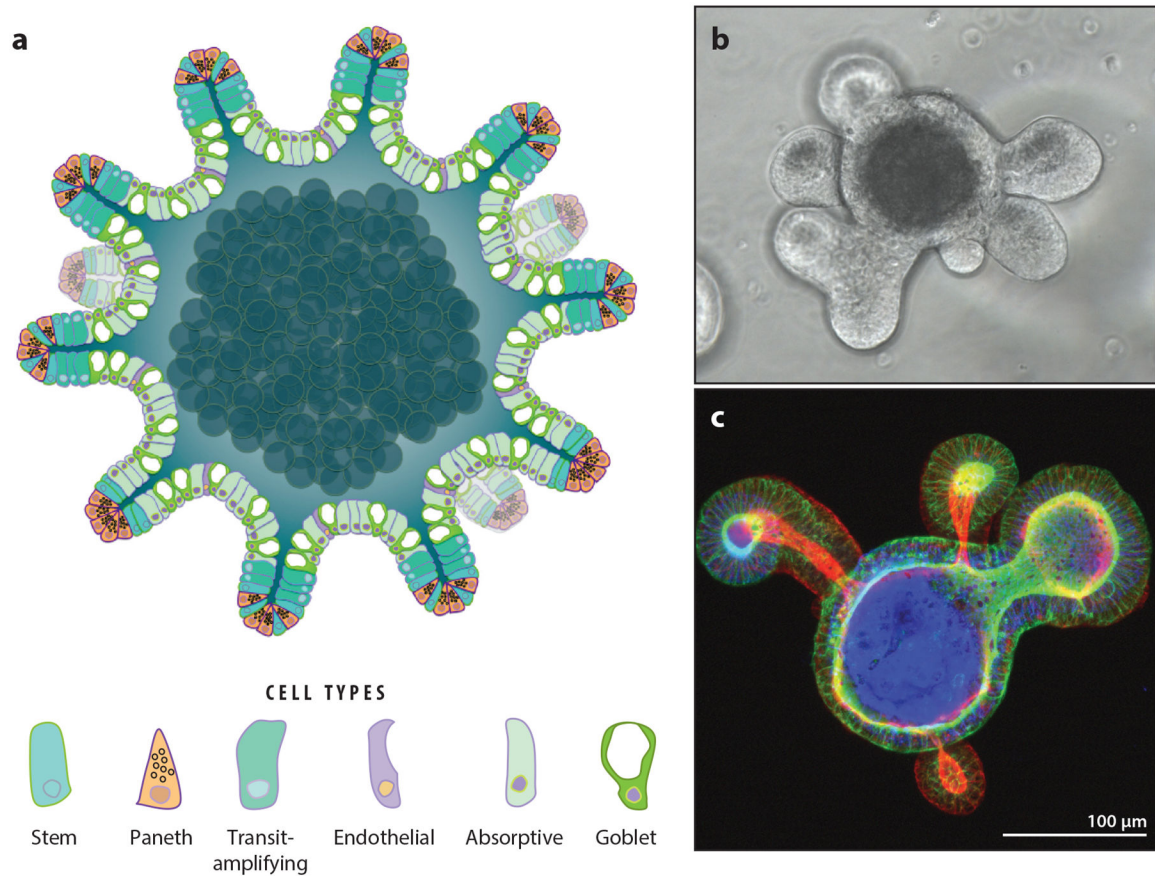 a
b
c
CELL TYPES
Stem
Paneth
Transit-
amplifying
Endothelial
Absorptive
Goblet
100 µm